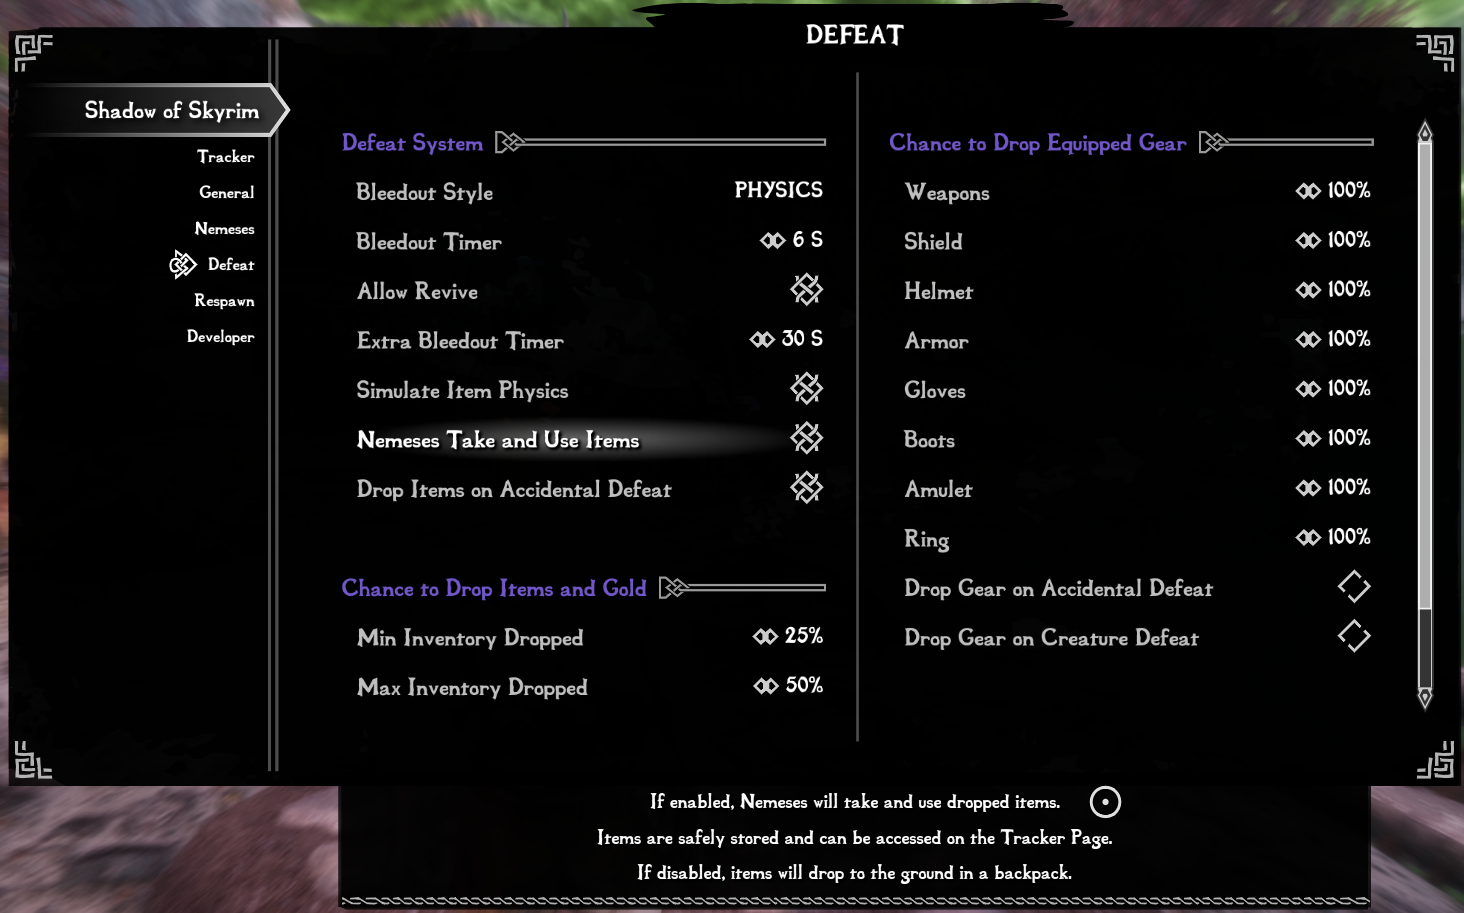 DEFEAT
Shadow of Skyrim
Tracker
General
Nemeses
Defeat
Respawn
Developer
Defeat System
Bleedout Style PHYSICS
Bleedout Timer 6 S
Allow Revive
Extra Bleedout Timer 30 S
Simulate Item Physics
Nemeses Take and Use Items
Drop Items on Accidental Defeat
Chance to Drop Items and Gold
Min Inventory Dropped 25%
Max Inventory Dropped 50%
Chance to Drop Equipped Gear
Weapons 100%
Shield 100%
Helmet 100%
Armor 100%
Gloves 100%
Boots 100%
Amulet 100%
Ring 100%
Drop Gear on Accidental Defeat
Drop Gear on Creature Defeat
If enabled, Nemeses will take and use dropped items.
Items are safely stored and can be accessed on the Tracker Page.
If disabled, items will drop to the ground in a backpack.